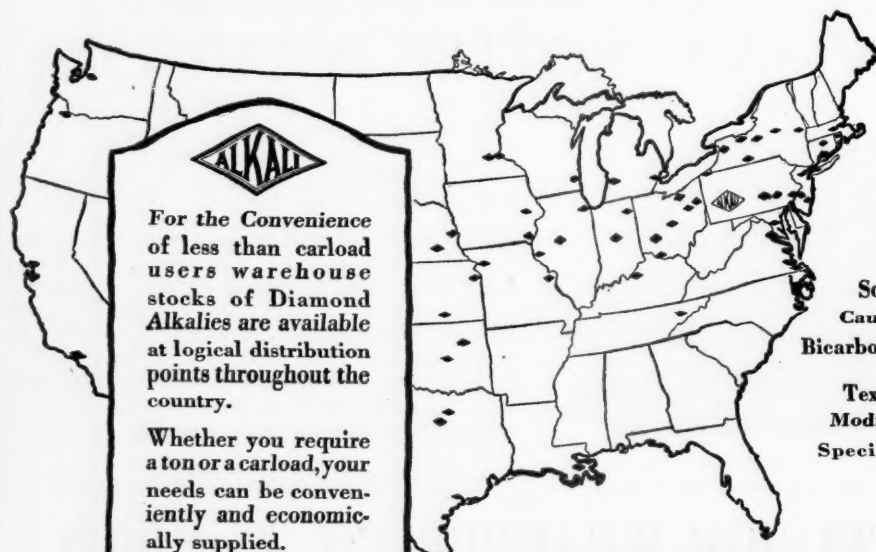 ALKALI
For the Convenience
of less than carload
users warehouse
stocks of Diamond
Alkalies are available
at logical distribution
points throughout the
country.
Whether you require
a ton or a carload, your
needs can be conven-
iently and economic-
ally supplied.
ALKALI
Bicarbo